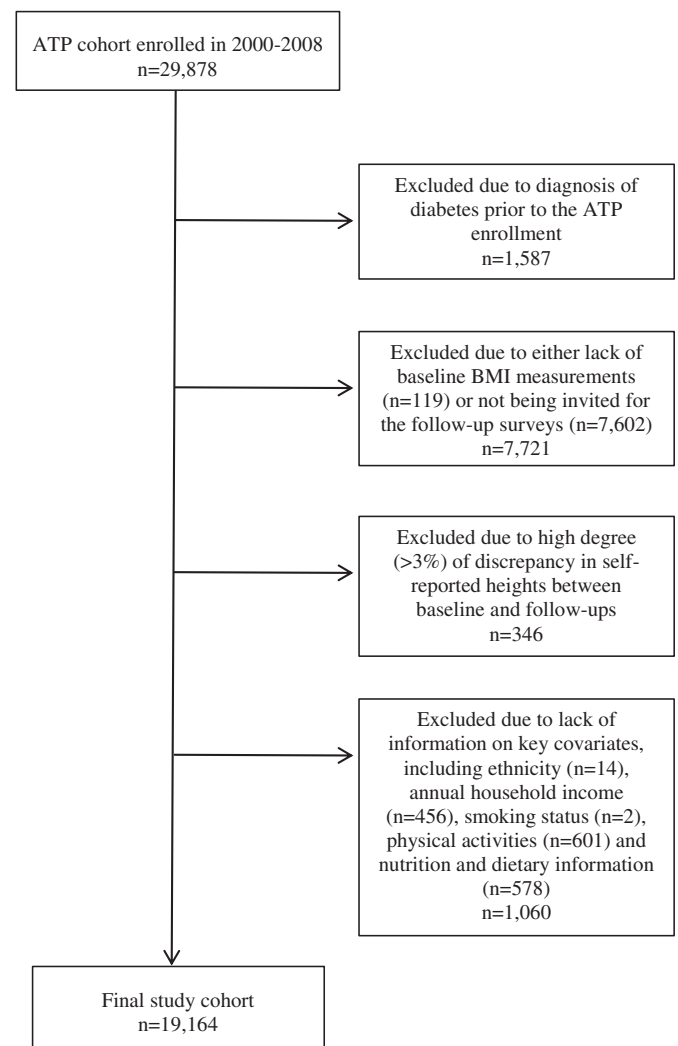 ATP cohort enrolled in 2000-2008
n=29,878
Excluded due to diagnosis of
diabetes prior to the ATP
enrollment
n=1,587
Excluded due to either lack of
baseline BMI measurements
(n=119) or not being invited for
the follow-up surveys (n=7,602)
n=7,721
Excluded due to high degree
(>3%) of discrepancy in self-
reported heights between
baseline and follow-ups
n=346
Excluded due to lack of
information on key covariates,
including ethnicity (n=14),
annual household income
(n=456), smoking status (n=2),
physical activities (n=601) and
nutrition and dietary information
(n=578)
n=1,060
Final study cohort
n=19,164